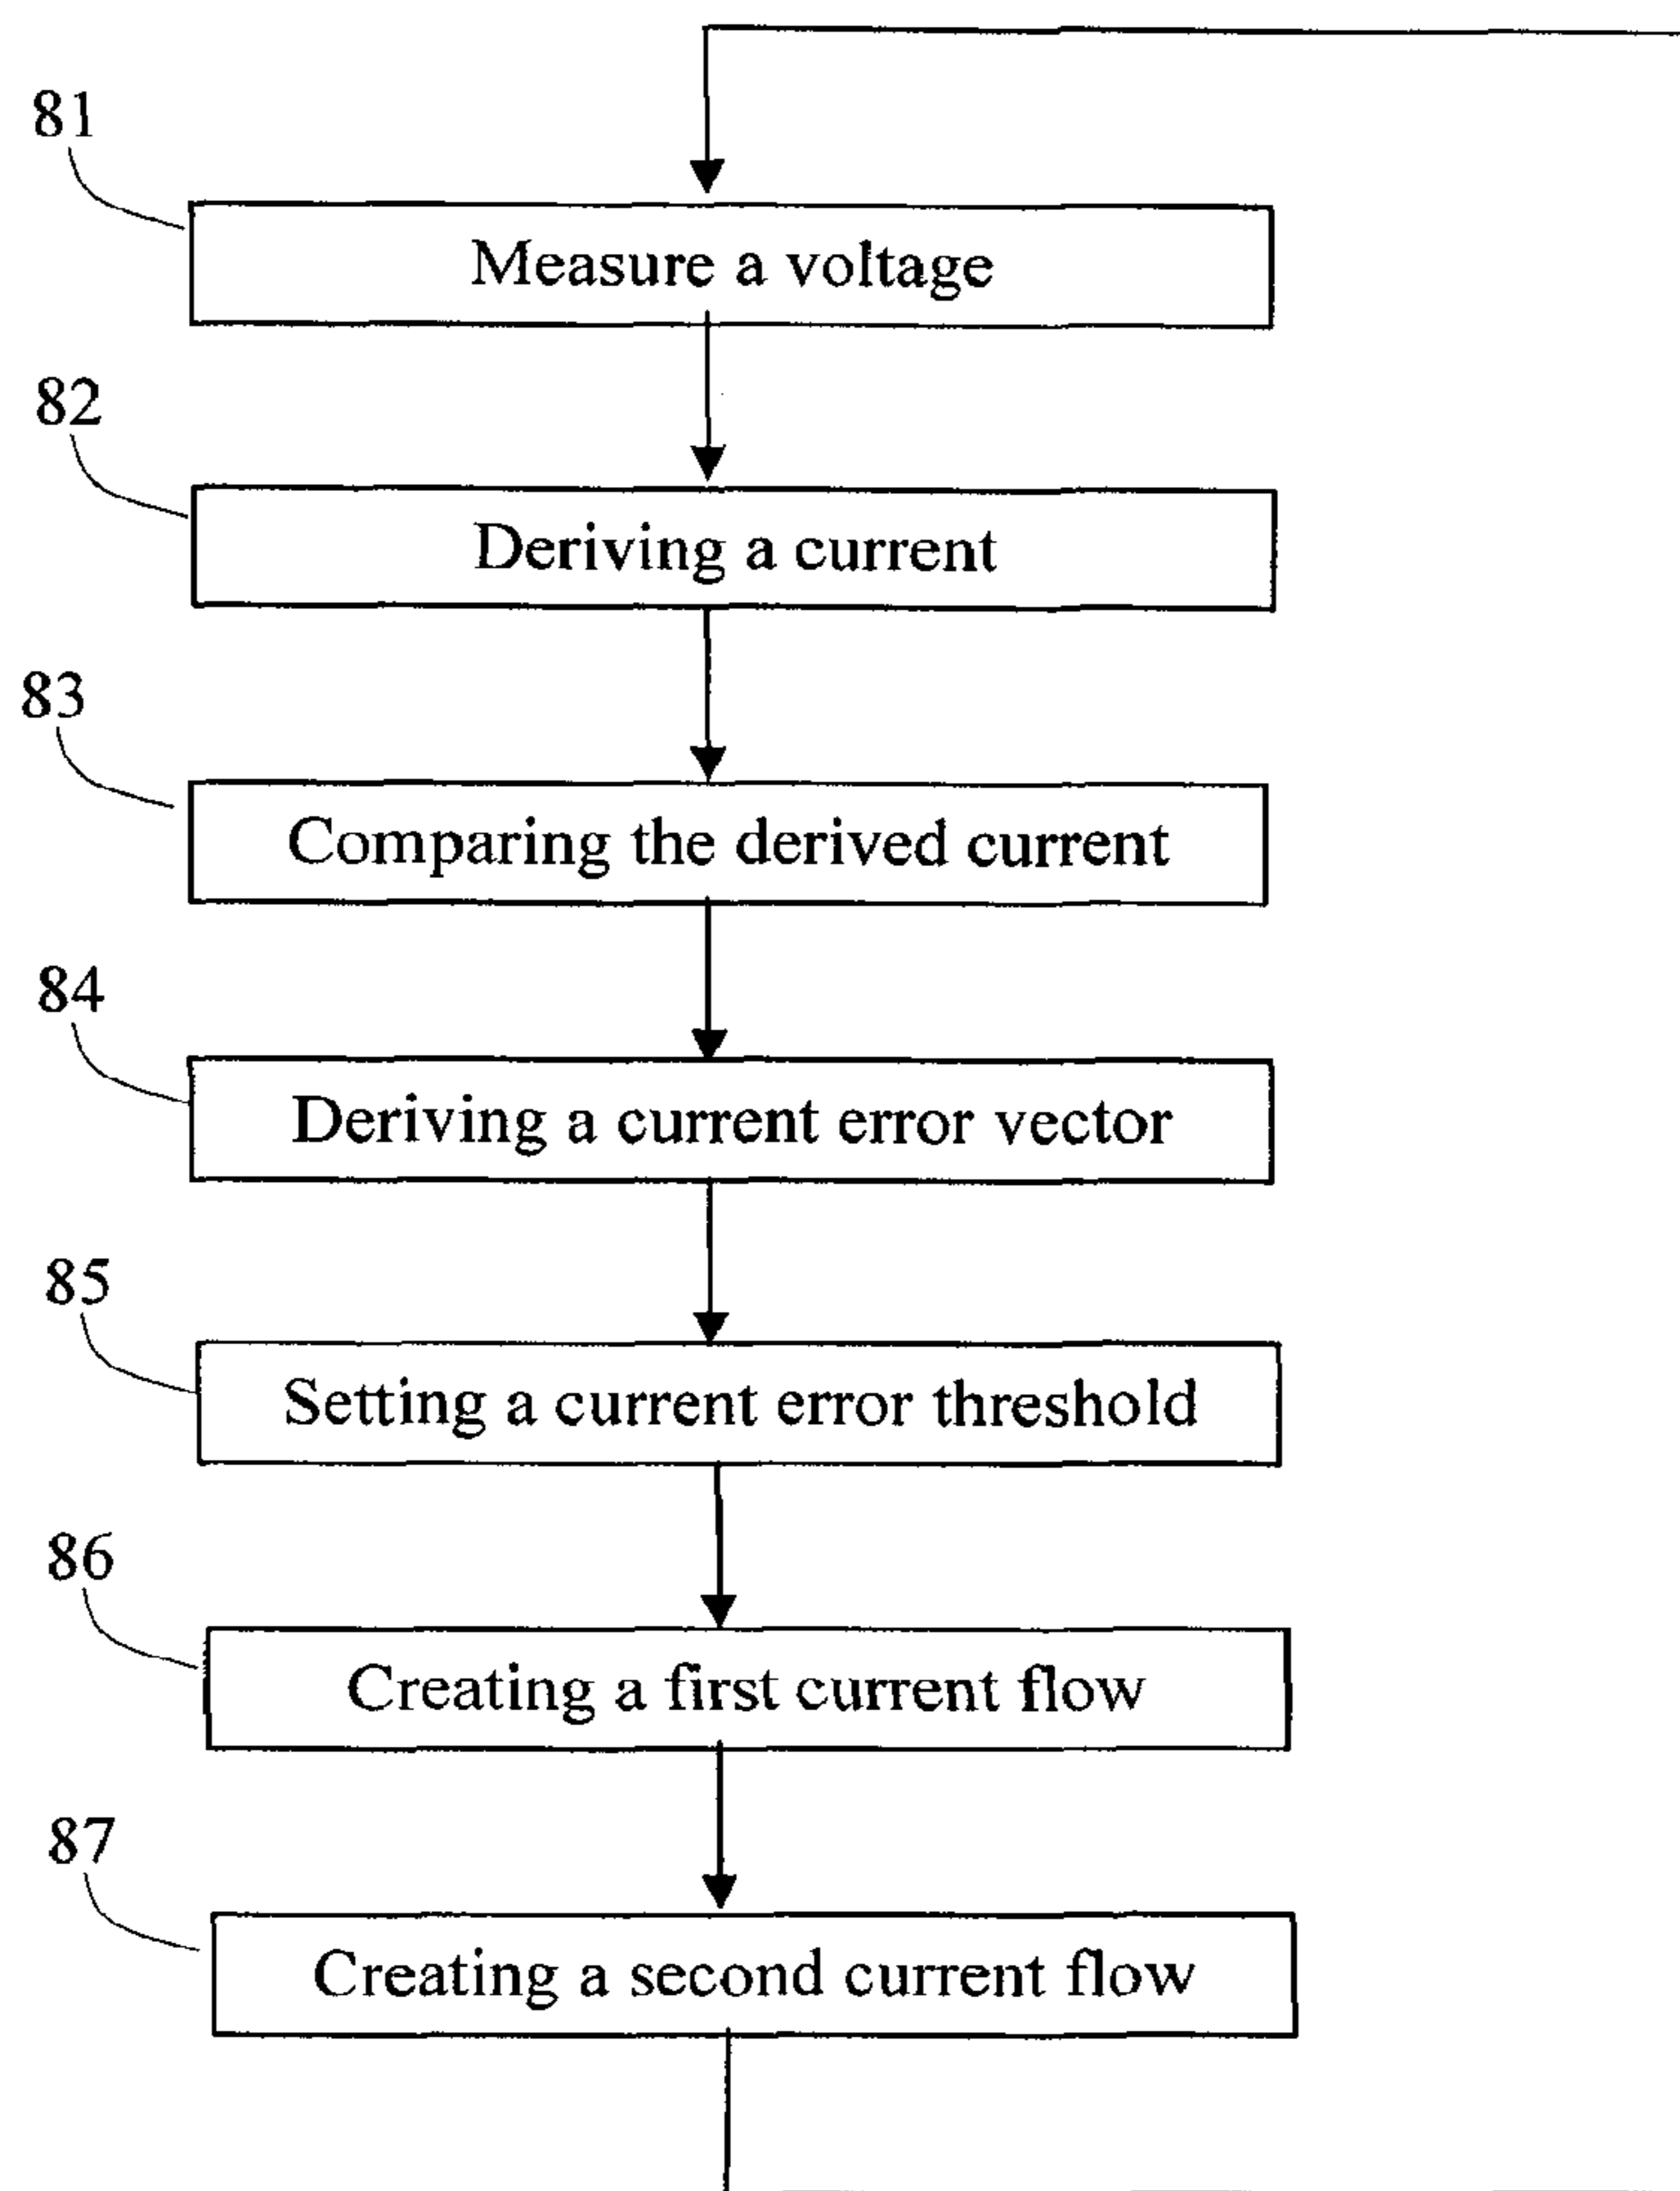 81
Measure a voltage
82
Deriving a current
83
Comparing the derived current
84
Deriving a current error vector
85
Setting a current error threshold
86
Creating a first current flow
87
Creating a second current flow